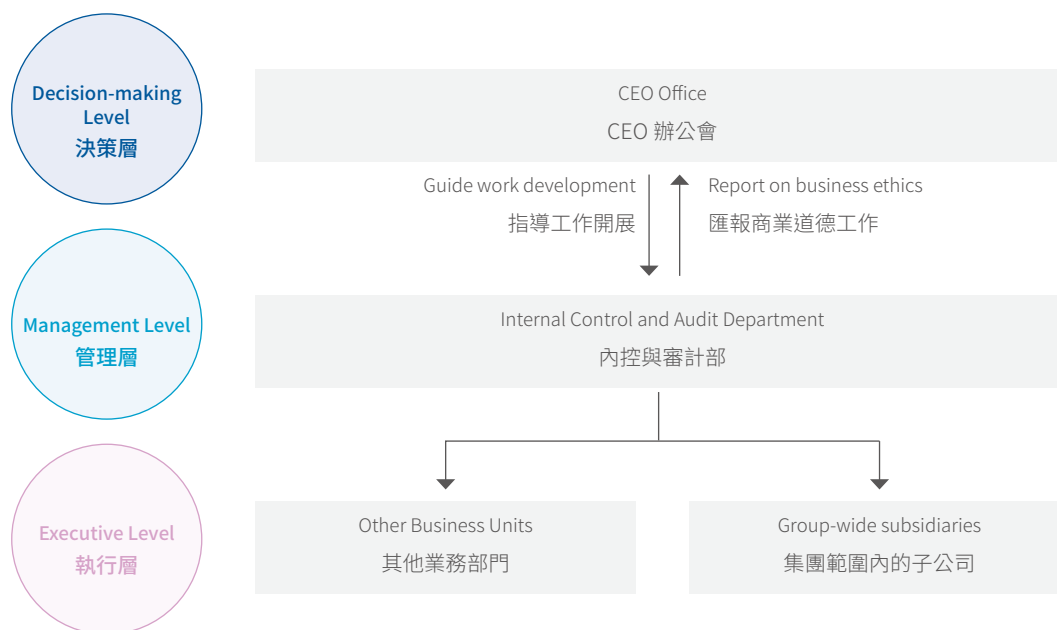 Decision-making
Level
決策層
CEO Office
CEO 辦公會
Guide work development
指導工作開展
Report on business ethics
匯報商業道德工作
Management Level
管理層
Internal Control and Audit Department
內控與審計部
Executive Level
執行層
Other Business Units
其他業務部門
Group-wide subsidiaries
集團範圍內的子公司